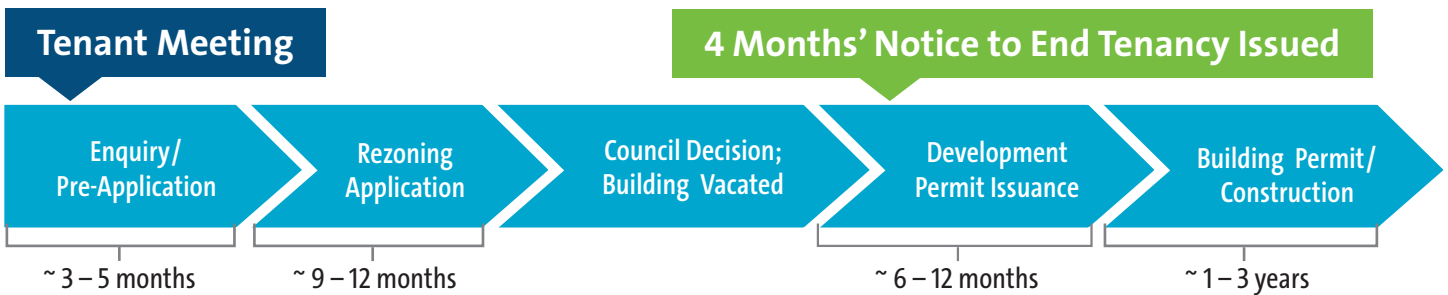 Tenant Meeting
4 Months’ Notice to End Tenancy Issued
Enquiry/
Pre-Application
Rezoning
Application
Council Decision;
Building Vacated
Development
Permit Issuance
Building Permit/
Construction
~ 3 – 5 months
~ 9 – 12 months
~ 6 – 12 months
~ 1 – 3 years